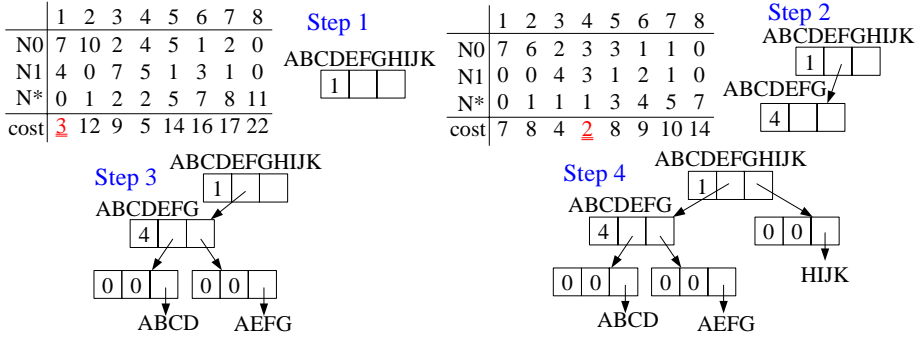 1 2 3 4 5 6 7 8
N0 7 10 2 4 5 1 2 0
N1 4 0 7 5 1 3 1 0
N* 0 1 2 2 5 7 8 11
cost 3 12 9 5 14 16 17 22
Step 1
ABCDEFGHIJK
1
1 2 3 4 5 6 7 8
N0 7 6 2 3 3 1 1 0
N1 0 0 4 3 1 2 1 0
N* 0 1 1 1 3 4 5 7
cost 7 8 4 2 8 9 10 14
Step 2
ABCDEFGHIJK
1
ABCDEFG
4
Step 3
ABCDEFGHIJK
1
ABCDEFG
4
0 0
0 0
ABCD
AEFG
Step 4
ABCDEFGHIJK
1
ABCDEFG
4
0 0
HIJK
0 0
0 0
ABCD
AEFG